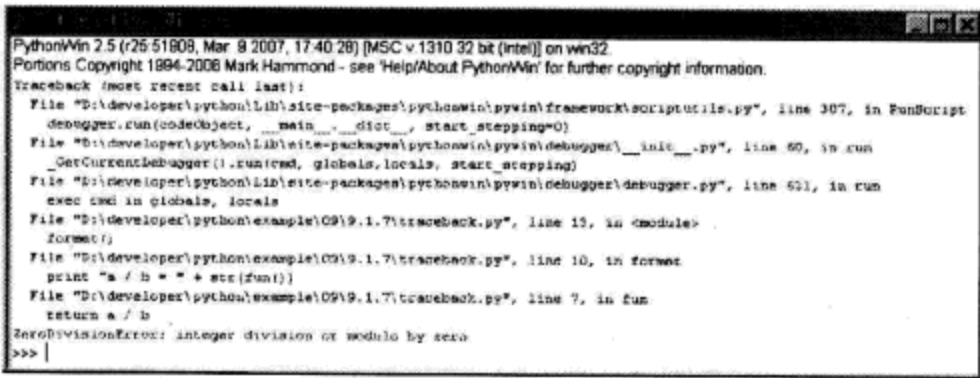 PythonWin 2.5 (r25:51908, Mar 9 2007, 17:40:28) [MSC v.1310 32 bit (Intel)] on win32.
Portions Copyright 1994-2006 Mark Hammond - see 'Help/About PythonWin' for further copyright information.
Traceback (most recent call last):
File "D:\developer\python\Lib\site-packages\pythonwin\pywin\framework\scriptutils.py", line 307, in RunScript
debugger.run(codeObject, __main__.__dict__, start_stepping=0)
File "D:\developer\python\Lib\site-packages\pythonwin\pywin\debugger\__init__.py", line 60, in run
_GetCurrentDebugger().run(cmd, globals,locals, start_stepping)
File "D:\developer\python\Lib\site-packages\pythonwin\pywin\debugger\debugger.py", line 631, in run
exec cmd in globals, locals
File "D:\developer\python\example\09\9.1.7\traceback.py", line 13, in <module>
format()
File "D:\developer\python\example\09\9.1.7\traceback.py", line 10, in format
print "a / b = " + str(fun())
File "D:\developer\python\example\09\9.1.7\traceback.py", line 7, in fun
return a / b
ZeroDivisionError: integer division or modulo by zero
>>>